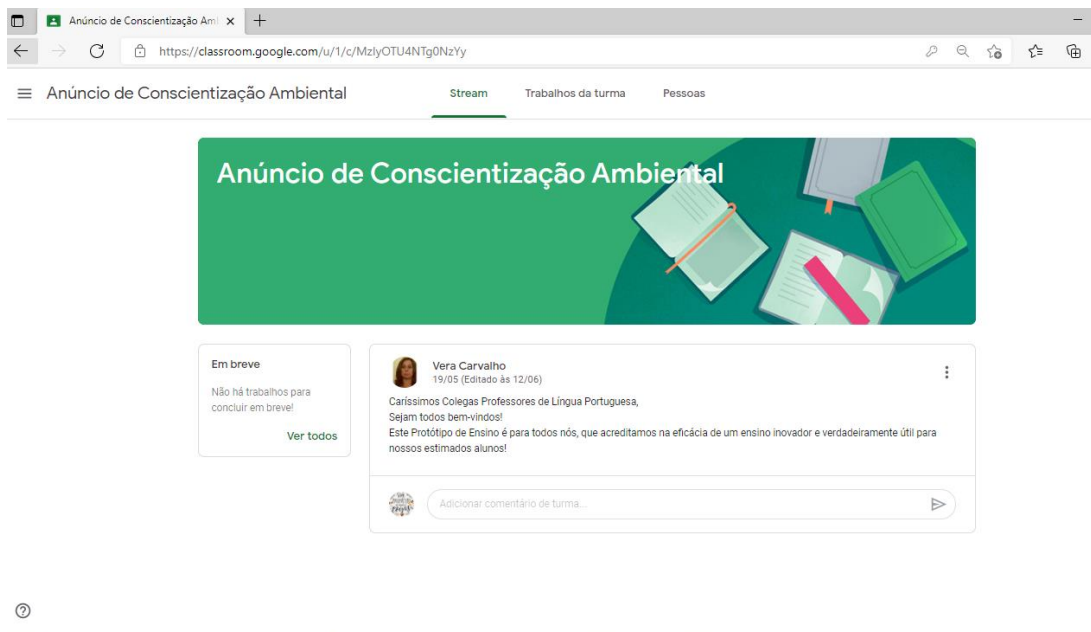 Anúncio de Conscientização Am
https://classroom.google.com/u/1/c/MzIyOTU4NTg0NzYy
Anúncio de Conscientização Ambiental
Stream
Trabalhos da turma
Pessoas
Anúncio de Conscientização Ambiental
Em breve
Não há trabalhos para
concluir em breve!
Ver todos
Vera Carvalho
19/05 (Editado às 12/06)
Caríssimos Colegas Professores de Língua Portuguesa,
Sejam todos bem-vindos!
Este Protótipo de Ensino é para todos nós, que acreditamos na eficácia de um ensino inovador e verdadeiramente útil para
nossos estimados alunos!
Adicionar comentário de turma...